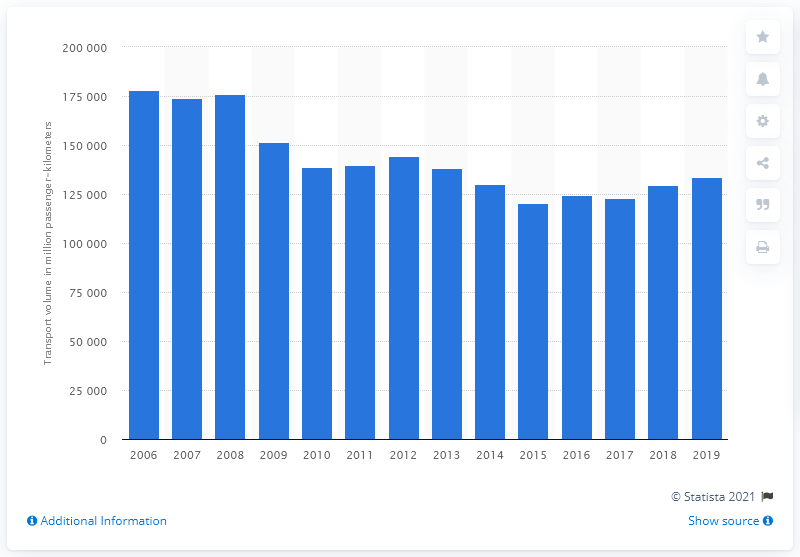 Transport volume in million passenger-kilometers
200 000
175 000
150 000
125 000
100 000
75 000
50 000
25 000
0
2006 2007 2008 2009 2010 2011 2012 2013 2014 2015 2016 2017 2018 2019
© Statista 2021
Additional Information
Show source